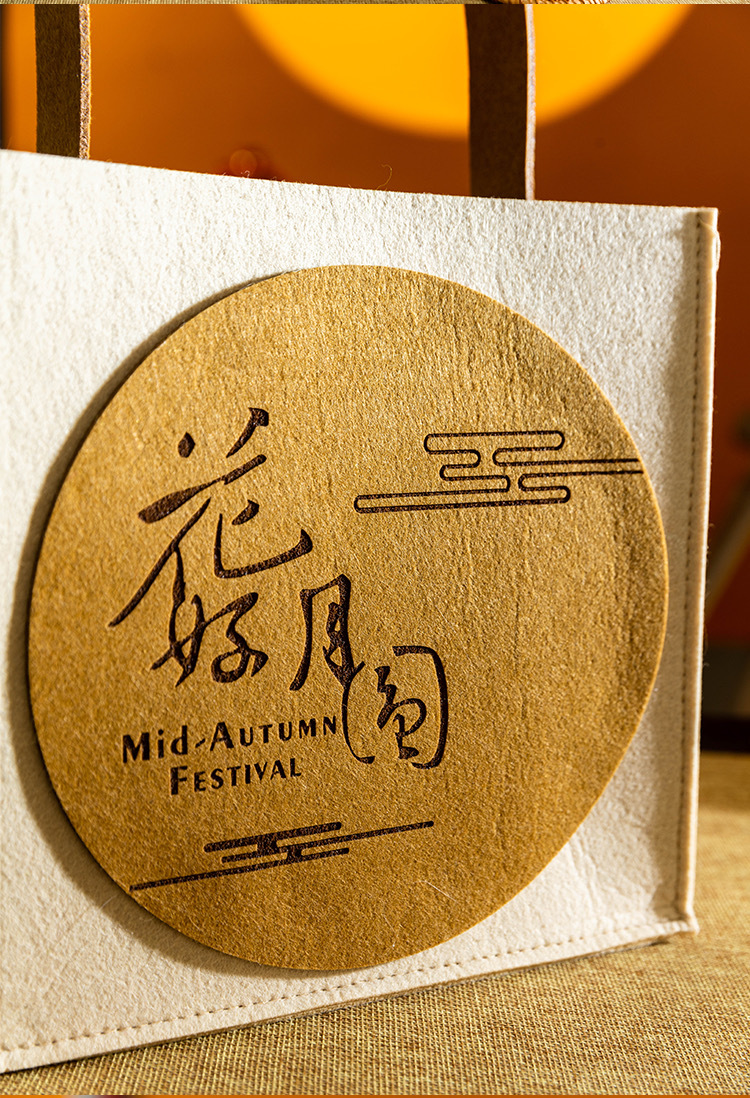 花好月圆
Mid-Autumn
Festival